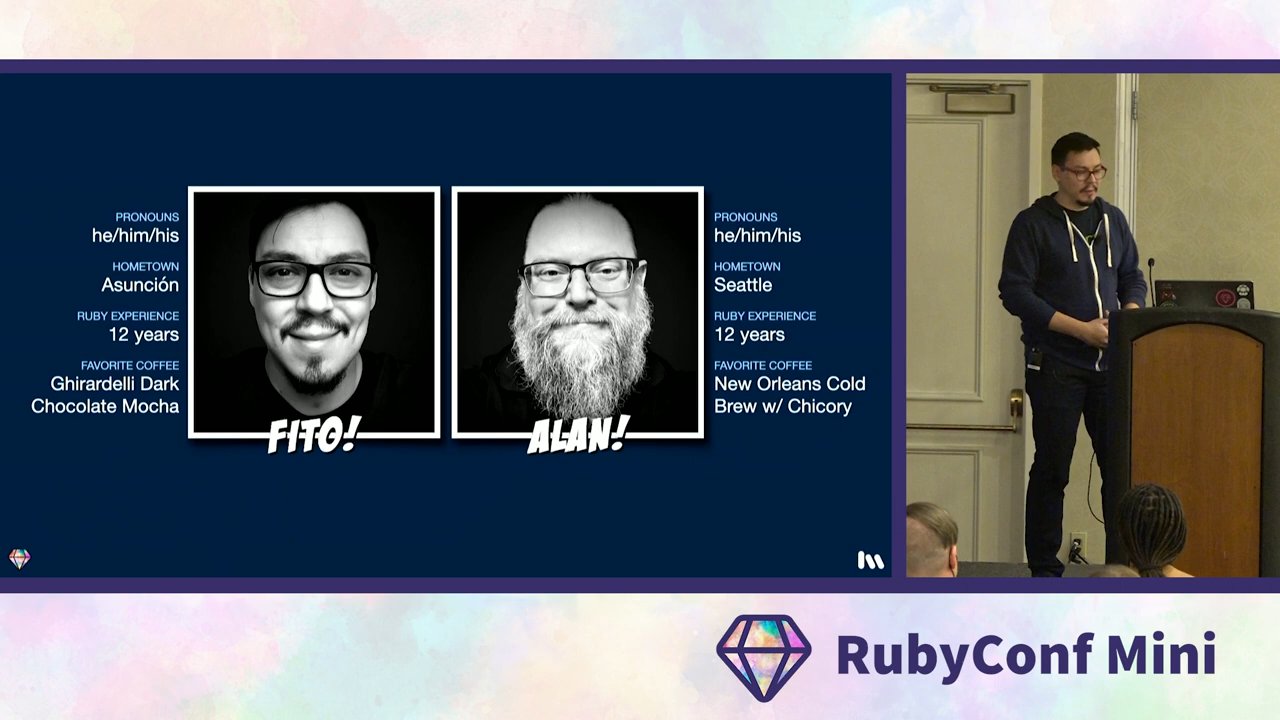 PRONOUNS
he/him/his
HOMETOWN
Asunción
RUBY EXPERIENCE
12 years
FAVORITE COFFEE
Ghirardelli Dark
Chocolate Mocha
FITO!
ALAN!
PRONOUNS
he/him/his
HOMETOWN
Seattle
RUBY EXPERIENCE
12 years
FAVORITE COFFEE
New Orleans Cold
Brew w/ Chicory
RubyConf Mini